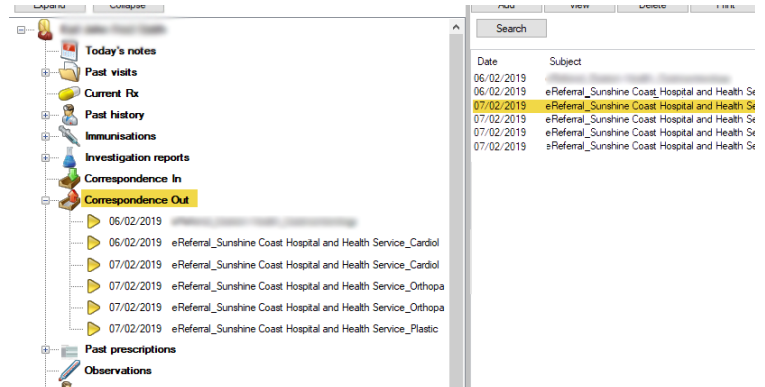 Expand Collapse
Today's notes
Past visits
Current Rx
Past history
Immunisations
Investigation reports
Correspondence In
Correspondence Out
06/02/2019
06/02/2019 eReferral_Sunshine Coast Hospital and Health Service_Cardiol
07/02/2019 eReferral_Sunshine Coast Hospital and Health Service_Cardiol
07/02/2019 eReferral_Sunshine Coast Hospital and Health Service_Orthopa
07/02/2019 eReferral_Sunshine Coast Hospital and Health Service_Orthopa
07/02/2019 eReferral_Sunshine Coast Hospital and Health Service_Plastic
Past prescriptions
Observations
Add View Delete Print
Search
Date Subject
06/02/2019
06/02/2019 eReferral_Sunshine Coast_Hospital and Health Se
07/02/2019 eReferral_Sunshine Coast Hospital and Health Se
07/02/2019 eReferral_Sunshine Coast Hospital and Health Se
07/02/2019 eReferral_Sunshine Coast Hospital and Health Se
07/02/2019 eReferral_Sunshine Coast Hospital and Health Se